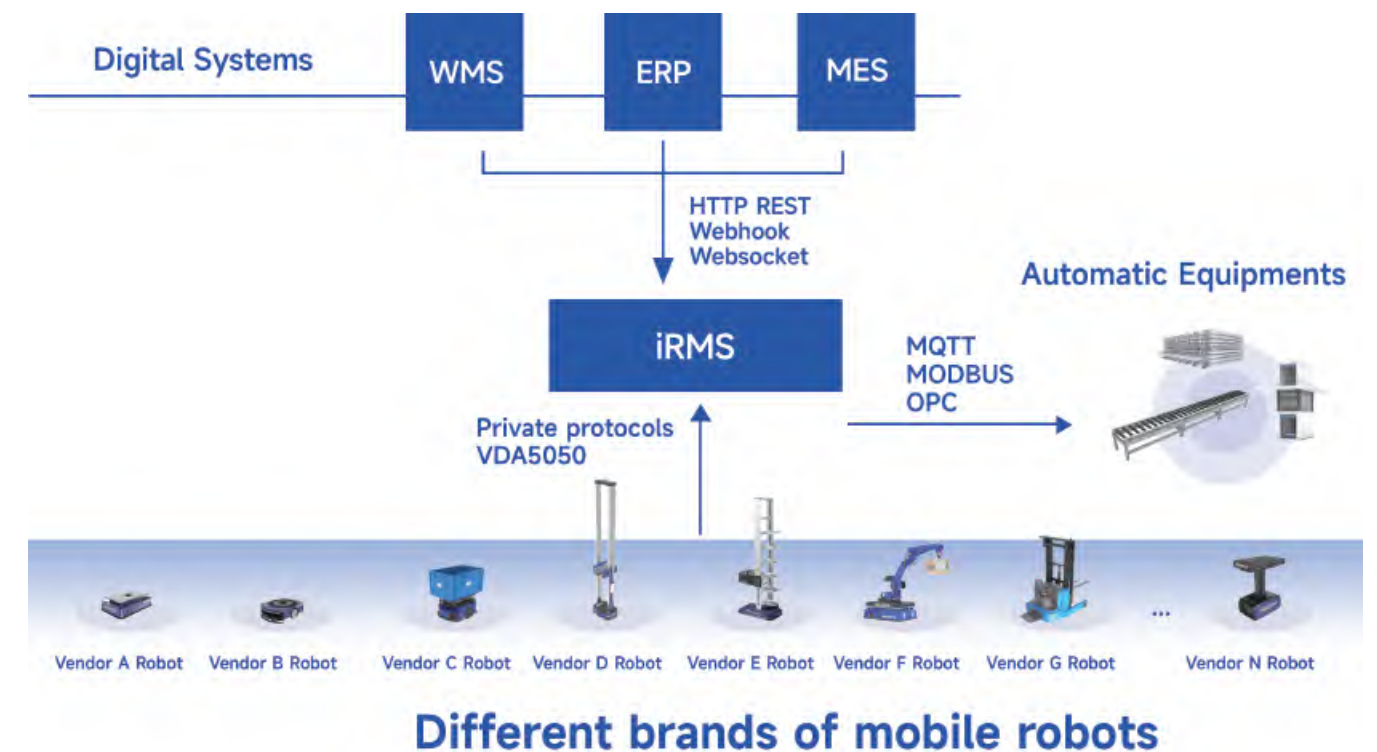 Digital Systems
WMS
ERP
MES
HTTP REST
Webhook
Websocket
Automatic Equipments
iRMS
MQTT
MODBUS
OPC
Private protocols
VDA5050
...
Vendor A Robot
Vendor B Robot
Vendor C Robot
Vendor D Robot
Vendor E Robot
Vendor F Robot
Vendor G Robot
Vendor N Robot
Different brands of mobile robots